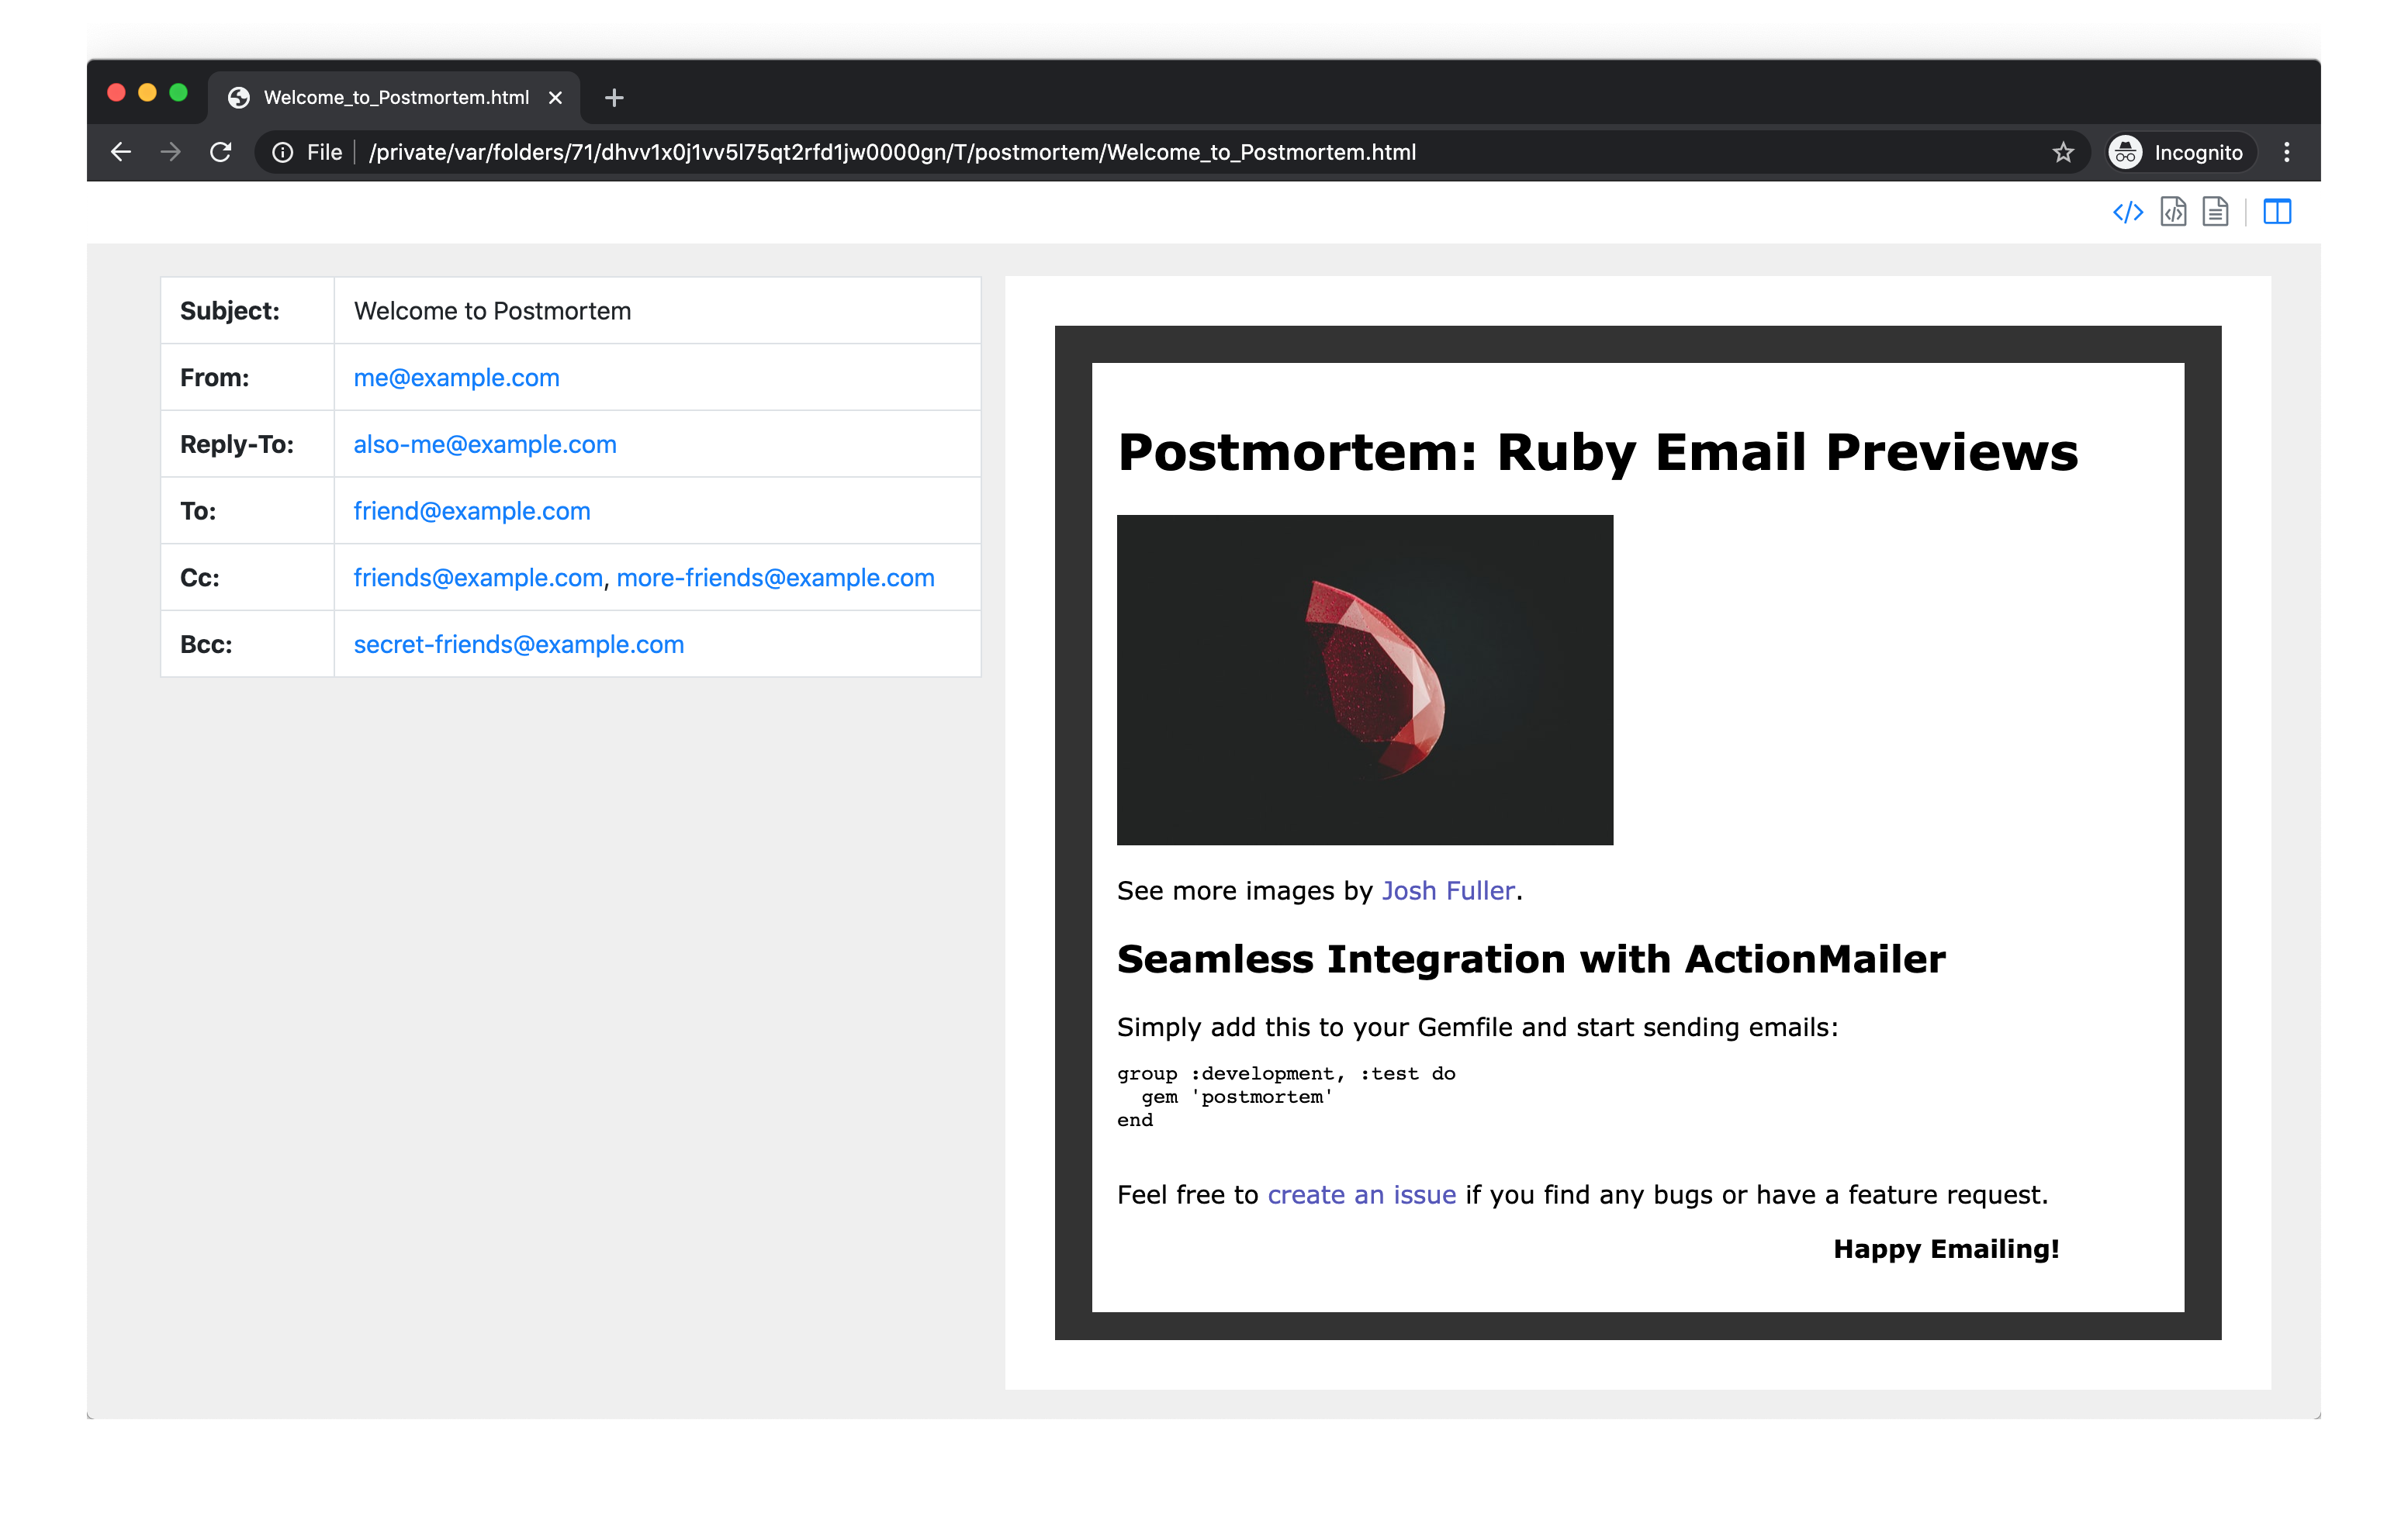 Welcome_to_Postmortem.html
File /private/var/folders/71/dhvv1x0j1vv5l75qt2rfd1jw0000gn/T/postmortem/Welcome_to_Postmortem.html Incognito
Subject: Welcome to Postmortem
From: me@example.com
Reply-To: also-me@example.com
To: friend@example.com
Cc: friends@example.com, more-friends@example.com
Bcc: secret-friends@example.com
Postmortem: Ruby Email Previews
See more images by Josh Fuller.
Seamless Integration with ActionMailer
Simply add this to your Gemfile and start sending emails:
group :development, :test do
  gem 'postmortem'
end
Feel free to create an issue if you find any bugs or have a feature request.
Happy Emailing!